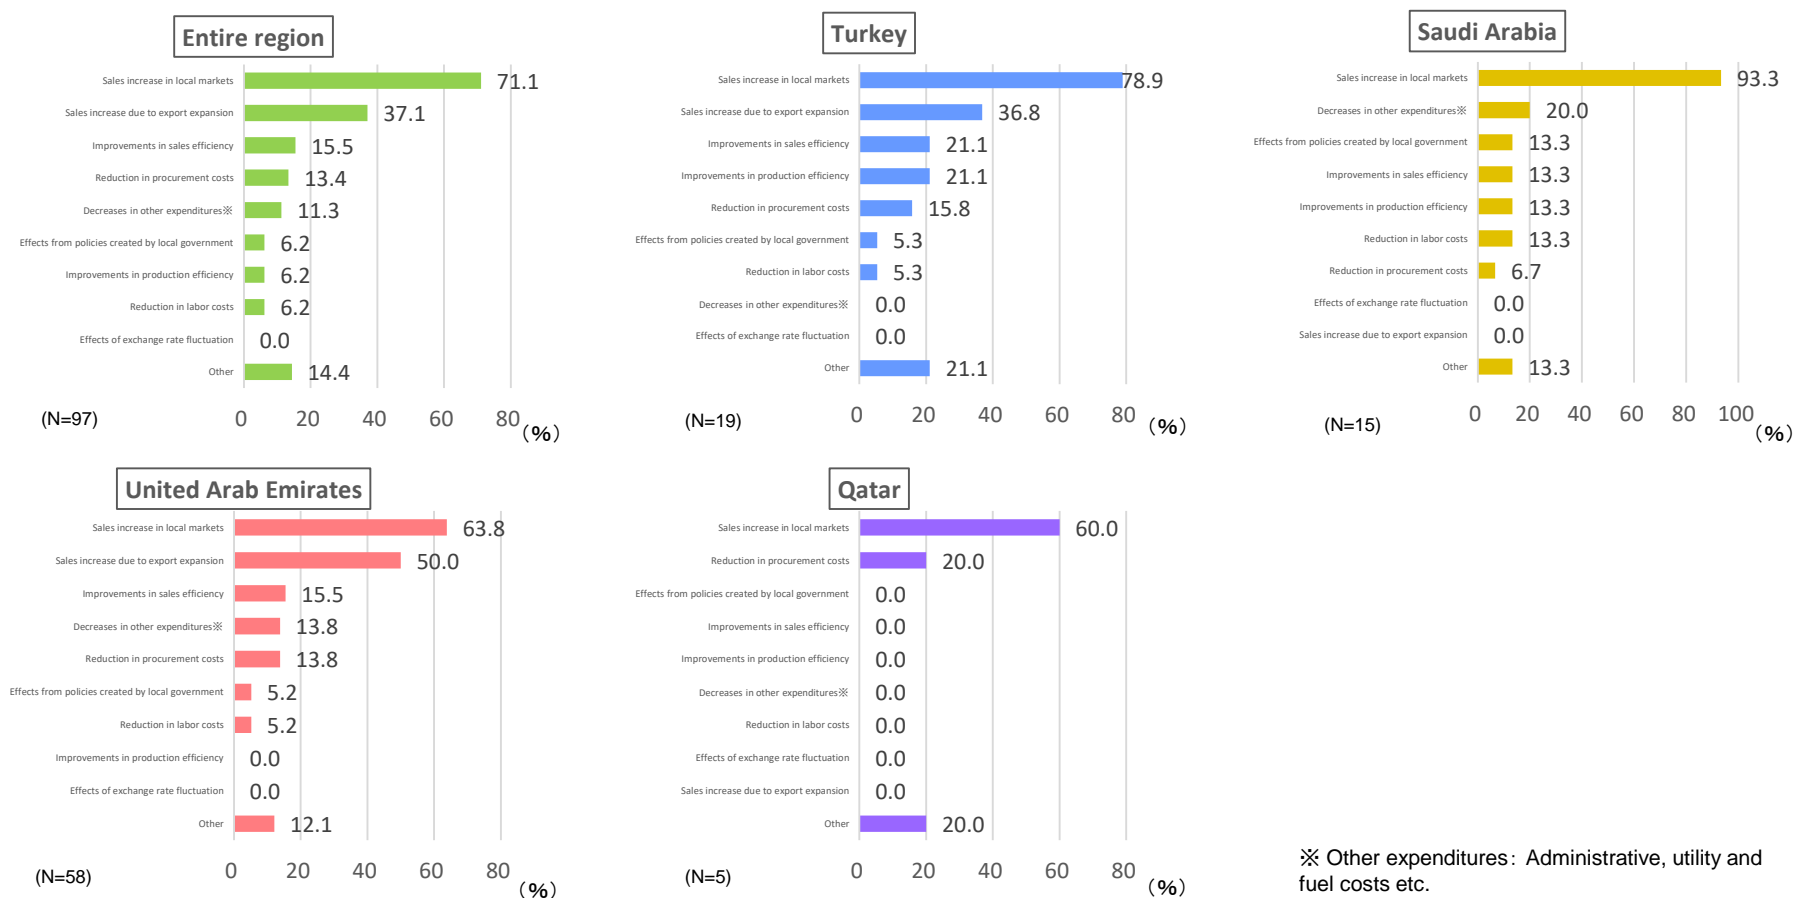 Entire region
Sales increase in local markets 71.1
Sales increase due to export expansion 37.1
Improvements in sales efficiency 15.5
Reduction in procurement costs 13.4
Decreases in other expenditures※ 11.3
Effects from policies created by local government 6.2
Improvements in production efficiency 6.2
Reduction in labor costs 6.2
Effects of exchange rate fluctuation 0.0
Other 14.4
0 20 40 60 80 (%)
(N=97)
Turkey
Sales increase in local markets 78.9
Sales increase due to export expansion 36.8
Improvements in sales efficiency 21.1
Improvements in production efficiency 21.1
Reduction in procurement costs 15.8
Effects from policies created by local government 5.3
Reduction in labor costs 5.3
Decreases in other expenditures※ 0.0
Effects of exchange rate fluctuation 0.0
Other 21.1
0 20 40 60 80 (%)
(N=19)
Saudi Arabia
Sales increase in local markets 93.3
Decreases in other expenditures※ 20.0
Effects from policies created by local government 13.3
Improvements in sales efficiency 13.3
Improvements in production efficiency 13.3
Reduction in labor costs 13.3
Reduction in procurement costs 6.7
Effects of exchange rate fluctuation 0.0
Sales increase due to export expansion 0.0
Other 13.3
0 20 40 60 80 100 (%)
(N=15)
United Arab Emirates
Sales increase in local markets 63.8
Sales increase due to export expansion 50.0
Improvements in sales efficiency 15.5
Decreases in other expenditures※ 13.8
Reduction in procurement costs 13.8
Effects from policies created by local government 5.2
Reduction in labor costs 5.2
Improvements in production efficiency 0.0
Effects of exchange rate fluctuation 0.0
Other 12.1
0 20 40 60 80 (%)
(N=58)
Qatar
Sales increase in local markets 60.0
Reduction in procurement costs 20.0
Effects from policies created by local government 0.0
Improvements in sales efficiency 0.0
Improvements in production efficiency 0.0
Decreases in other expenditures※ 0.0
Reduction in labor costs 0.0
Effects of exchange rate fluctuation 0.0
Sales increase due to export expansion 0.0
Other 20.0
0 20 40 60 80 (%)
(N=5)
※ Other expenditures: Administrative, utility and
fuel costs etc.